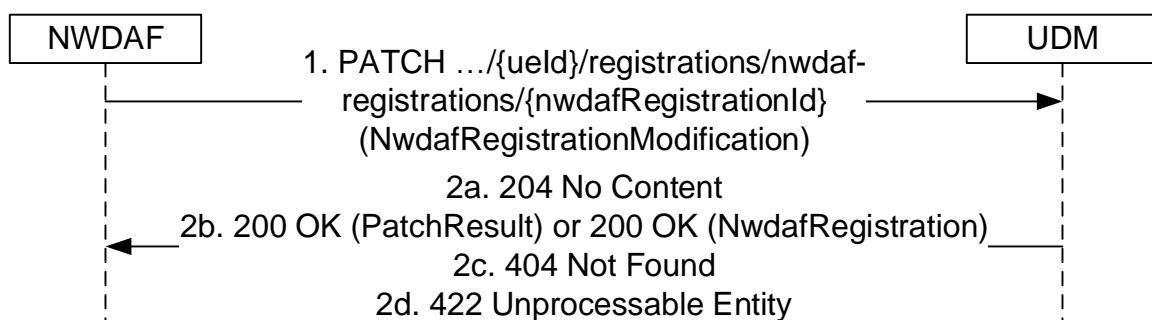 NWDAF
UDM
1. PATCH …/{ueId}/registrations/nwdaf-
registrations/{nwdafRegistrationId}
(NwdafRegistrationModification)
2a. 204 No Content
2b. 200 OK (PatchResult) or 200 OK (NwdafRegistration)
2c. 404 Not Found
2d. 422 Unprocessable Entity